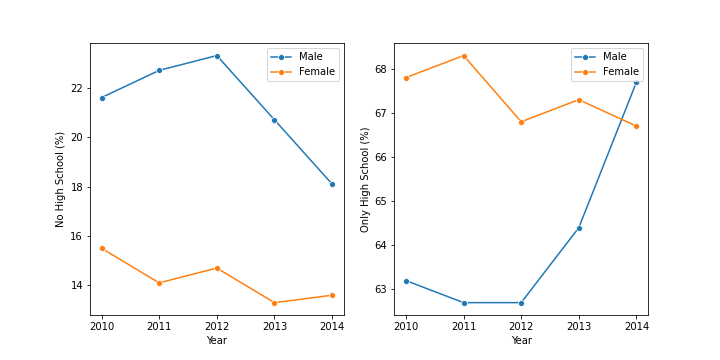 No High School (%)
22
20
18
16
14
2010 2011 2012 2013 2014
Year
Male
Female
Only High School (%)
68
67
66
65
64
63
2010 2011 2012 2013 2014
Year
Male
Female